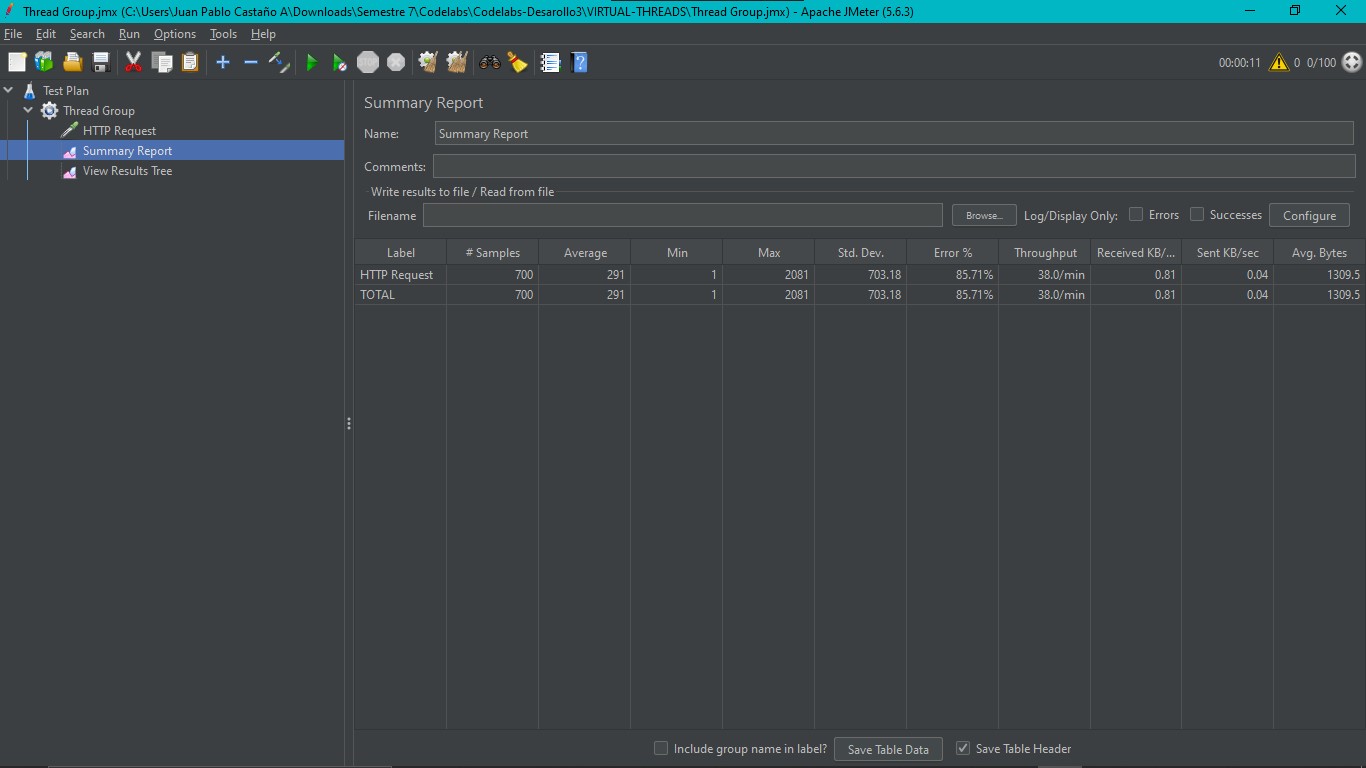 Thread Group.jmx (C:\Users\Juan Pablo Castaño A\Downloads\Semestre 7\Codelabs\Codelabs-Desarollo3\VIRTUAL-THREADS\Thread Group.jmx) - Apache JMeter (5.6.3)
File Edit Search Run Options Tools Help
STOP 00:00:11 0 0/100
Test Plan
Thread Group
HTTP Request
Summary Report
View Results Tree
Summary Report
Name: Summary Report
Comments:
Write results to file / Read from file
Filename Browse... Log/Display Only: Errors Successes Configure
Label # Samples Average Min Max Std. Dev. Error % Throughput Received KB/... Sent KB/sec Avg. Bytes
HTTP Request 700 291 1 2081 703.18 85.71% 38.0/min 0.81 0.04 1309.5
TOTAL 700 291 1 2081 703.18 85.71% 38.0/min 0.81 0.04 1309.5
Include group name in label? Save Table Data Save Table Header